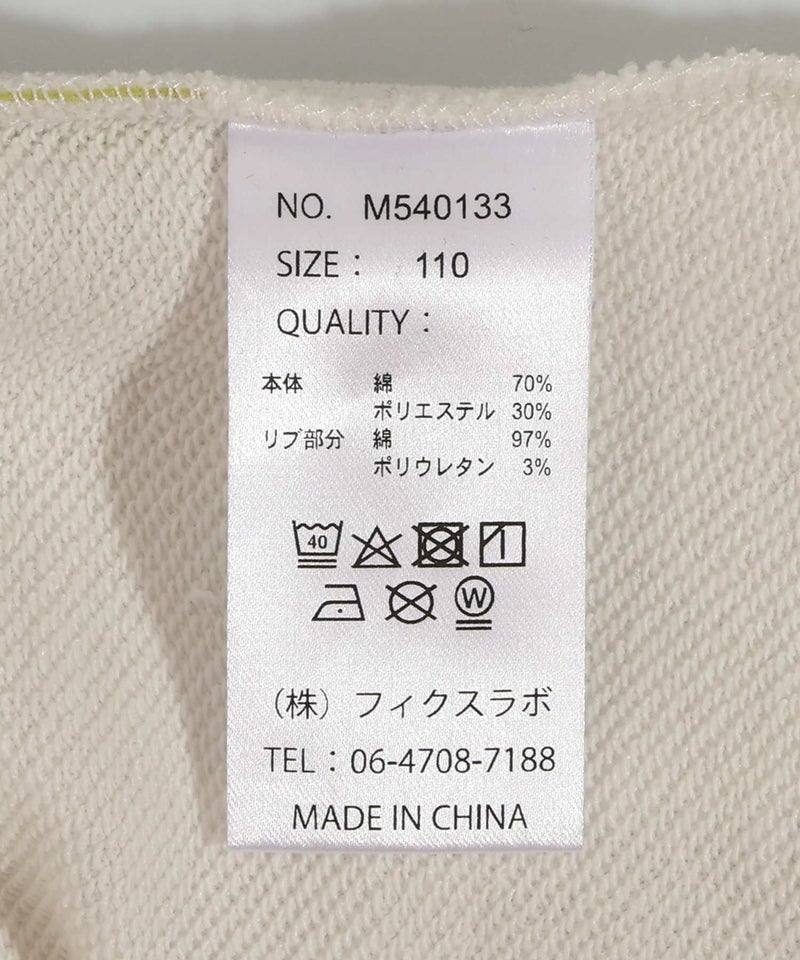 NO. M540133
SIZE： 110
QUALITY：
本体 綿 70%
ポリエステル 30%
リブ部分 綿 97%
ポリウレタン 3%
40
W
（株）フィクスラボ
TEL：06-4708-7188
MADE IN CHINA